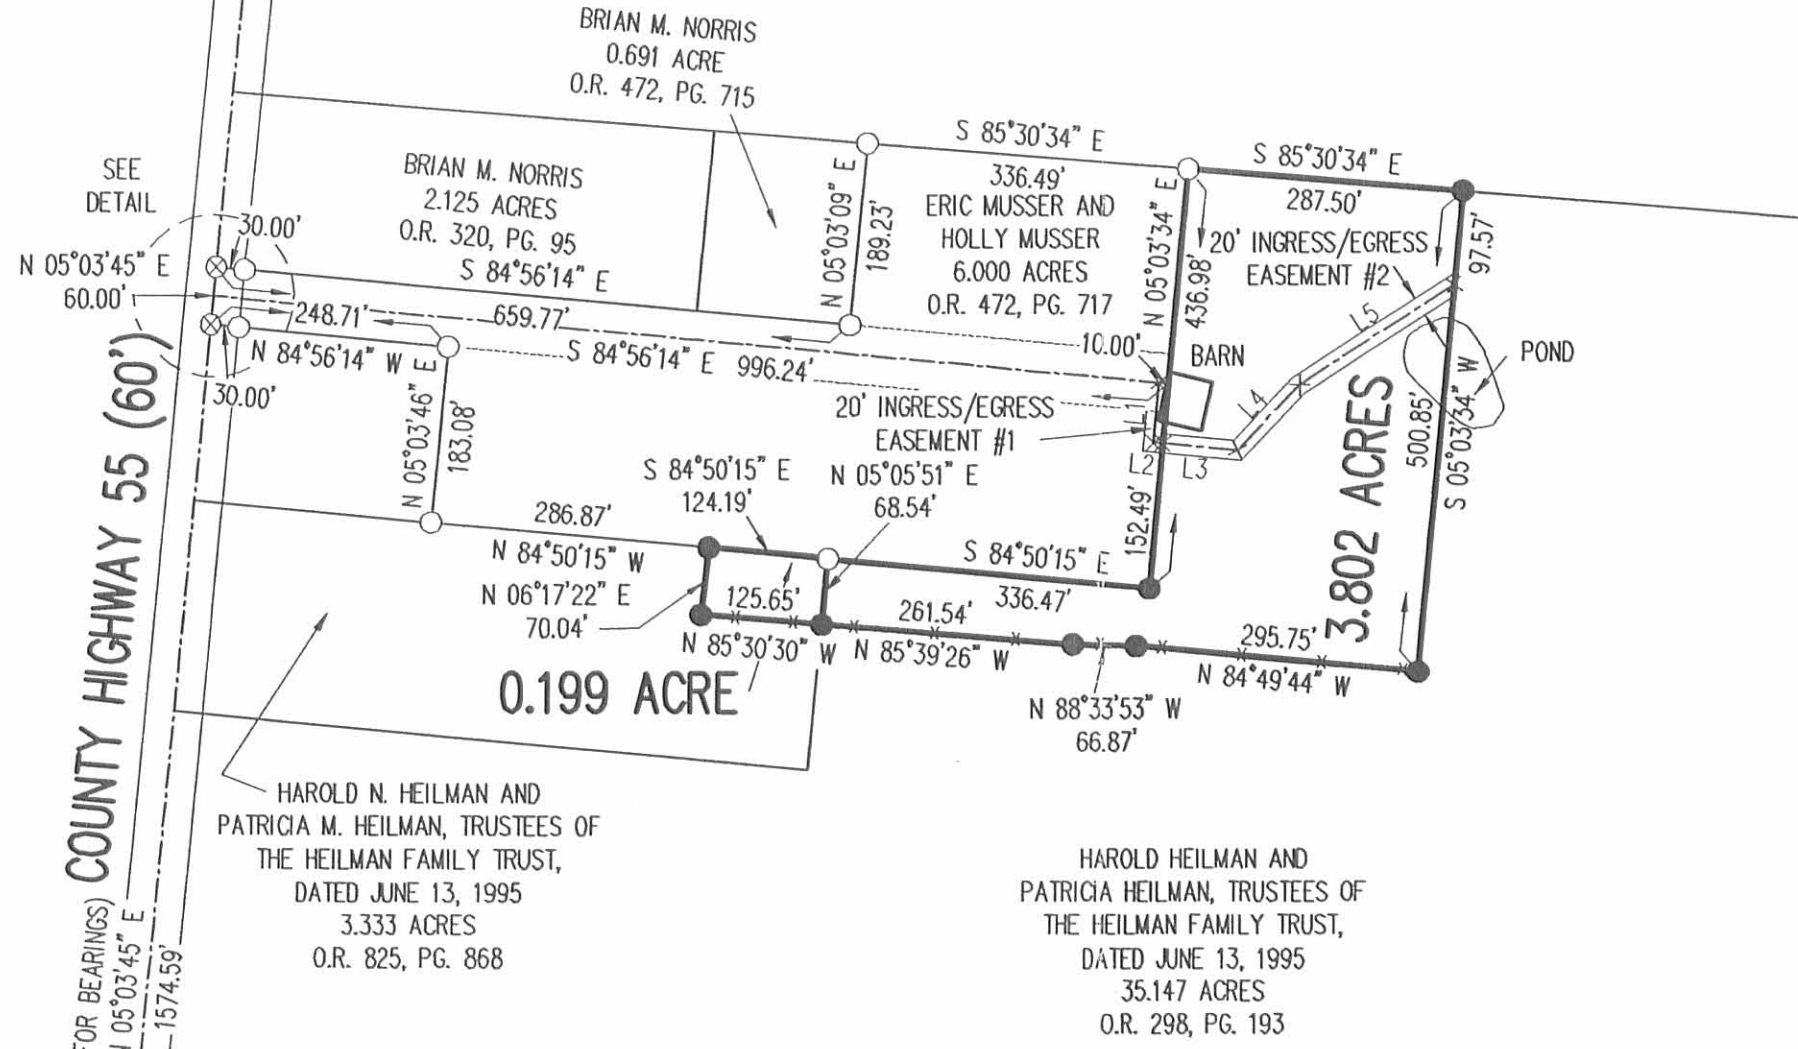 BRIAN M. NORRIS
0.691 ACRE
O.R. 472, PG. 715
S 85°30'34" E
336.49'
S 85°30'34" E
287.50'
SEE
DETAIL
BRIAN M. NORRIS
2.125 ACRES
O.R. 320, PG. 95
S 84°56'14" E
N 05°03'09" E
189.23'
ERIC MUSSER AND
HOLLY MUSSER
6.000 ACRES
O.R. 472, PG. 717
N 05°03'34" E
436.98'
20' INGRESS/EGRESS
EASEMENT #2
97.57'
30.00'
N 05°03'45" E
60.00'
248.71'
659.77'
N 84°56'14" W
30.00'
S 84°56'14" E
996.24'
10.00'
BARN
L5
POND
L4
20' INGRESS/EGRESS
EASEMENT #1
L2
L3
N 05°03'46" E
183.08'
S 84°50'15" E
124.19'
N 05°05'51" E
68.54'
152.49'
3.802 ACRES
500.85'
S 05°03'34" W
286.87'
N 84°50'15" W
S 84°50'15" E
336.47'
N 06°17'22" E
70.04'
125.65'
N 85°30'30" W
261.54'
N 85°39'26" W
295.75'
N 84°49'44" W
N 88°33'53" W
66.87'
0.199 ACRE
COUNTY HIGHWAY 55 (60')
HAROLD N. HEILMAN AND
PATRICIA M. HEILMAN, TRUSTEES OF
THE HEILMAN FAMILY TRUST,
DATED JUNE 13, 1995
3.333 ACRES
O.R. 825, PG. 868
HAROLD HEILMAN AND
PATRICIA HEILMAN, TRUSTEES OF
THE HEILMAN FAMILY TRUST,
DATED JUNE 13, 1995
35.147 ACRES
O.R. 298, PG. 193
FOR BEARINGS)
N 05°03'45" E
1574.59'